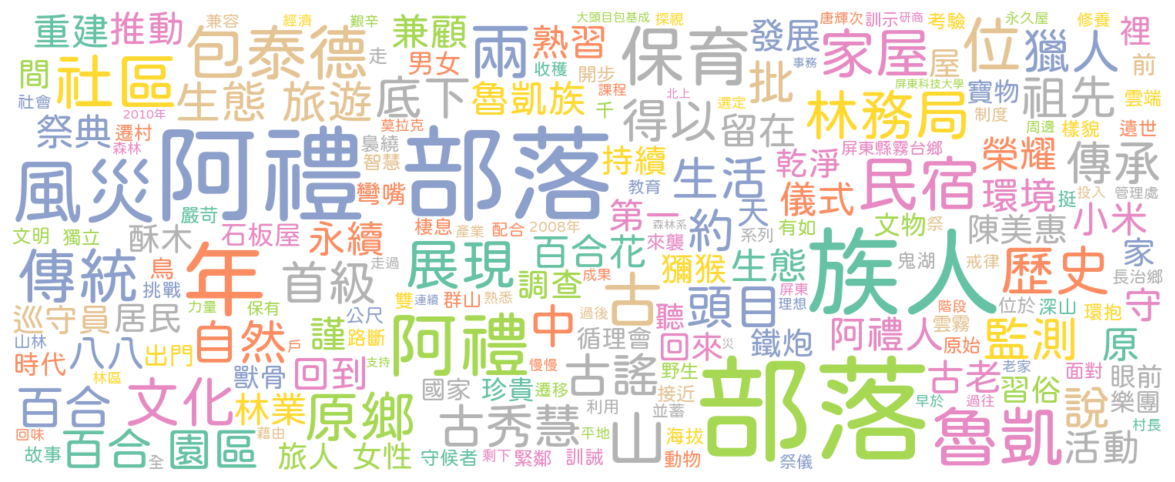 重建 推動 兼容 經濟 艱辛 走 兼顧 男女 兩 熟習 收穫 大頭目包基成 探視 開步 課程 保育 發展 事務 唐輝次 訓示 研商 考驗 永久屋 修養 裡
間 社區 包泰德 批 家屋 屋 位 獵人 前
社會 2010年 生態 旅遊 底下 魯凱族 千 北上 選定 屏東科技大學 寶物 制度 祖先 雲端
祭典 遷村 森林 莫拉克 裊繞 智慧 得以 留在 林務局 周邊 樣貌 遺世
風災 阿禮 部落 持續 教育 生活 天 乾淨 屏東縣霧台鄉 榮耀 傳承
嚴苛 彎嘴 棲息 產業 配合 2008年 第一 森林系 來襲 約 系列 儀式 有如 民宿 環境 挺 投入 管理處 小米
文明 獨立 酥木 石板屋 永續 百合花 文物 祭 陳美惠 家
傳統 鳥 挑戰 年 首級 走過 展現 調查 成果 獼猴 生態 頭目 屏東 理想 鬼湖 戒律 族人 歷史 長治鄉 守
力量 保有 公尺 雙 連續 群山 熟悉 古 過後 聽 階段 位於 深山 環抱
巡守員 居民 自然 戶 謹 路斷 阿禮 中 循理會 回來 災 鐵炮 阿禮人 雲霧 原始 監測 原
山林 時代 八八 出門 林區 獸骨 回到 支持 慢慢 古謠 野生 部落 老家 古老 面對 眼前
百合 文化 林業 原鄉 國家 珍貴 遷移 利用 接近 早於 過往 習俗 說 樂團
回味 故事 百合 園區 全 藉由 旅人 女性 守候者 古秀慧 剩下 緊鄰 平地 訓誡 山 並蓄 海拔 動物 祭儀 魯凱 活動 村長